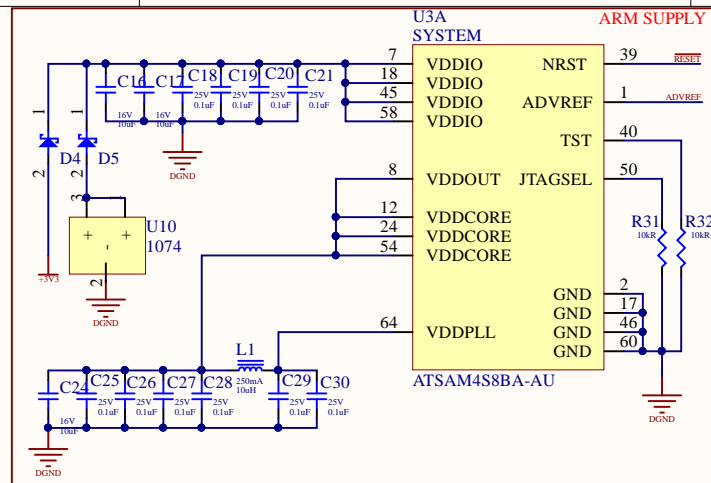 U3A
SYSTEM
ARM SUPPLY
7 VDDIO
18 VDDIO
45 VDDIO
58 VDDIO
8 VDDOUT
12 VDDCORE
24 VDDCORE
54 VDDCORE
64 VDDPLL
NRST 39
ADVREF 1
TST 40
JTAGSEL 50
GND 2
GND 17
GND 46
GND 60
ATSAM4S8BA-AU
RESET
ADVREF
R31
10kR
R32
10kR
DGND
C16
16V
10uF
C17
16V
10uF
C18
25V
0.1uF
C19
25V
0.1uF
C20
25V
0.1uF
C21
25V
0.1uF
DGND
1
D4
2
1
D5
2
3
1
U10
1074
+ +
-
2
+3V3
DGND
L1
250mA
10uH
C24
16V
10uF
C25
25V
0.1uF
C26
25V
0.1uF
C27
25V
0.1uF
C28
25V
0.1uF
C29
25V
0.1uF
C30
25V
0.1uF
DGND